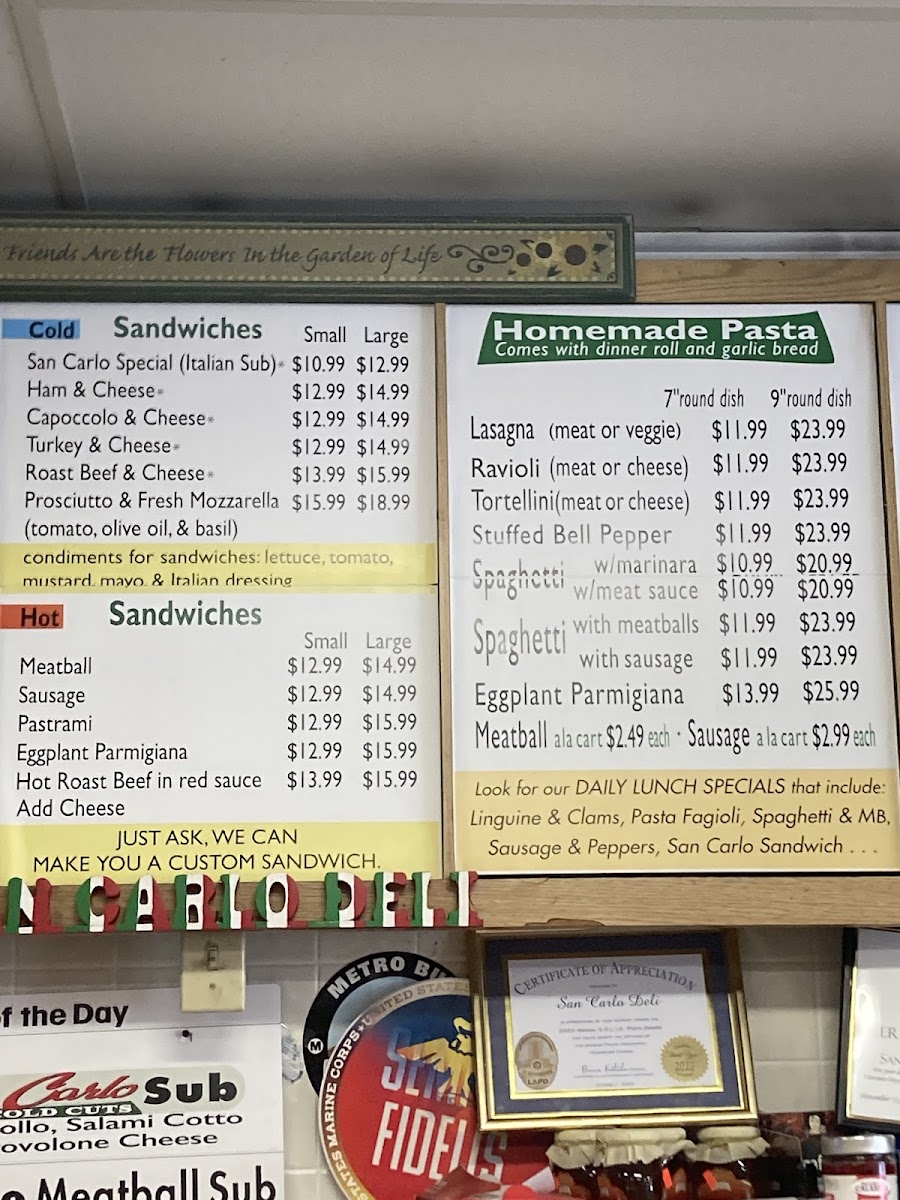 Friends Are the Flowers In the Garden of Life
Cold Sandwiches Small Large
San Carlo Special (Italian Sub)* $10.99 $12.99
Ham & Cheese* $12.99 $14.99
Capoccolo & Cheese* $12.99 $14.99
Turkey & Cheese* $12.99 $14.99
Roast Beef & Cheese* $13.99 $15.99
Prosciutto & Fresh Mozzarella $15.99 $18.99
(tomato, olive oil, & basil)
condiments for sandwiches: lettuce, tomato,
mustard, mayo, & Italian dressing
Hot Sandwiches
Small Large
Meatball $12.99 $14.99
Sausage $12.99 $14.99
Pastrami $12.99 $15.99
Eggplant Parmigiana $12.99 $15.99
Hot Roast Beef in red sauce $13.99 $15.99
Add Cheese
JUST ASK, WE CAN
MAKE YOU A CUSTOM SANDWICH.
Homemade Pasta
Comes with dinner roll and garlic bread
7"round dish 9"round dish
Lasagna (meat or veggie) $11.99 $23.99
Ravioli (meat or cheese) $11.99 $23.99
Tortellini(meat or cheese) $11.99 $23.99
Stuffed Bell Pepper $11.99 $23.99
Spaghetti w/marinara $10.99 $20.99
w/meat sauce $10.99 $20.99
Spaghetti with meatballs $11.99 $23.99
with sausage $11.99 $23.99
Eggplant Parmigiana $13.99 $25.99
Meatball a la cart $2.49 each · Sausage a la cart $2.99 each
Look for our DAILY LUNCH SPECIALS that include:
Linguine & Clams, Pasta Fagioli, Spaghetti & MB,
Sausage & Peppers, San Carlo Sandwich . . .
N CARLO DELI
of the Day
Carlo Sub
COLD CUTS
ollo, Salami Cotto
rovolone Cheese
o Meatball Sub
METRO BU
M
UNITED STATES
STATES MARINE CORPS
SEMPER
FIDELIS
CERTIFICATE OF APPRECIATION
San Carlo Deli
LAPD
2022